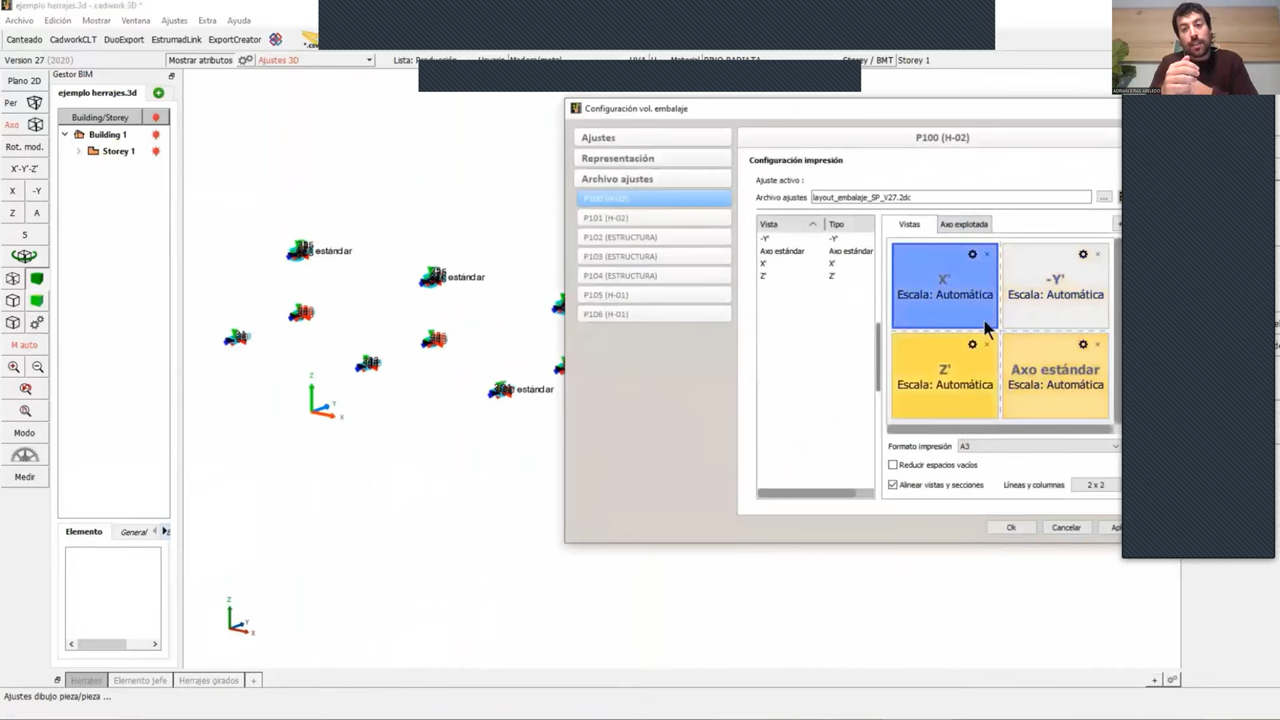 ejemplo herrajes.3d - cadwork 3D *
Archivo Edición Mostrar Ventana Ajustes Extra Ayuda
Canteado CadworkCLT DuoExport EstrumadLink ExportCreator
Version 27 (2020) Mostrar atributos Ajustes 3D Storey / BMT Storey 1
Plano 2D
Gestor BIM
Per
ejemplo herrajes.3d
Axo
Building/Storey
Building 1
Rot. mod.
Storey 1
X'-Y'-Z'
X -Y
Z A
5
M auto
Modo
Medir
Elemento General
estándar
estándar
estándar
Configuración vol. embalaje
Ajustes
Representación
Archivo ajustes
P100 (H-02)
P101 (H-02)
P102 (ESTRUCTURA)
P103 (ESTRUCTURA)
P104 (ESTRUCTURA)
P105 (H-01)
P106 (H-01)
P100 (H-02)
Configuración impresión
Ajuste activo :
Archivo ajustes layout_embalaje_SP_V27.2dc ...
Vista Tipo
-Y' -Y'
Axo estándar Axo estándar
X' X'
Z' Z'
Vistas Axo explotada
X'
Escala: Automática
-Y'
Escala: Automática
Z'
Escala: Automática
Axo estándar
Escala: Automática
Formato impresión A3
Reducir espacios vacíos
Alinear vistas y secciones Líneas y columnas 2 x 2
Ok Cancelar
Z
Y
X
Z
Y
X
Herrajes Elemento jefe Herrajes girados +
Ajustes dibujo pieza/pieza ...